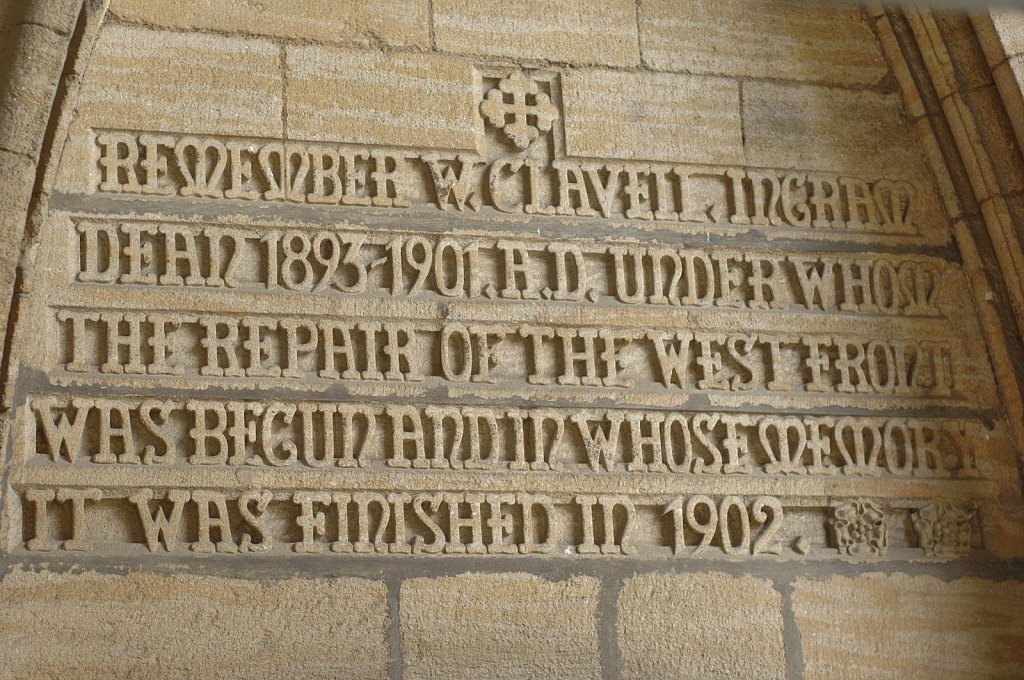 REMEMBER W. CLAVELL INGRAM
DEAN 1893-1901. A.D. UNDER WHOM
THE REPAIR OF THE WEST FRONT
WAS BEGUN AND IN WHOSE MEMORY
IT WAS FINISHED IN 1902.